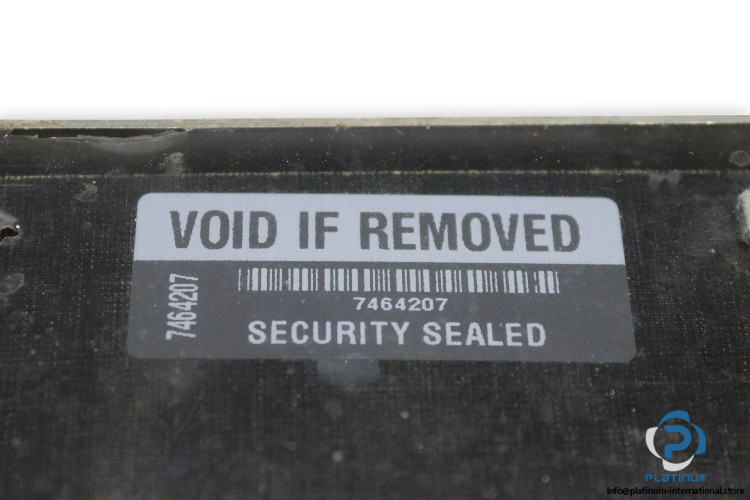 VOID IF REMOVED
7464207
7464207
SECURITY SEALED
PLATINUM
info@platinum-international.store